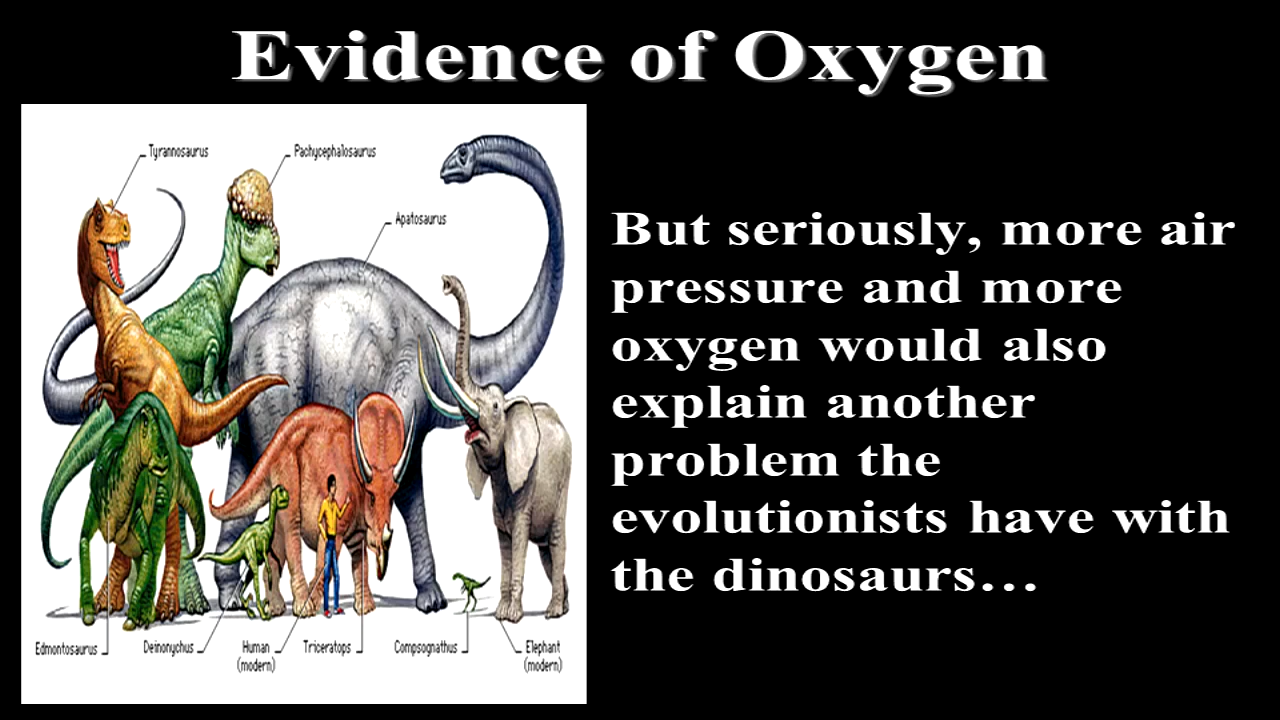 Evidence of Oxygen
Tyrannosaurus
Pachycephalosaurus
Apatosaurus
Edmontosaurus
Deinonychus
Human
(modern)
Triceratops
Compsognathus
Elephant
(modern)
But seriously, more air
pressure and more
oxygen would also
explain another
problem the
evolutionists have with
the dinosaurs…